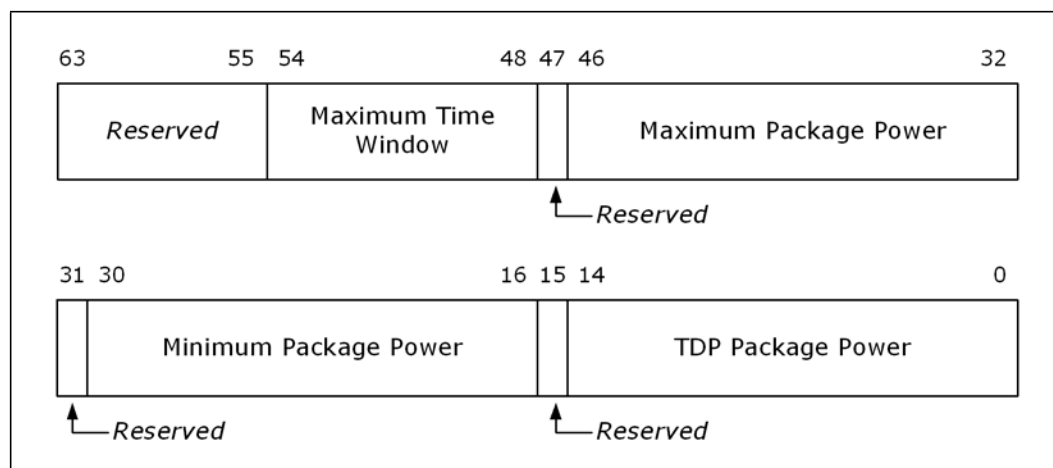 63 55 54 48 47 46 32
Reserved
Maximum Time
Window
Maximum Package Power
Reserved
31 30 16 15 14 0
Minimum Package Power
TDP Package Power
Reserved
Reserved